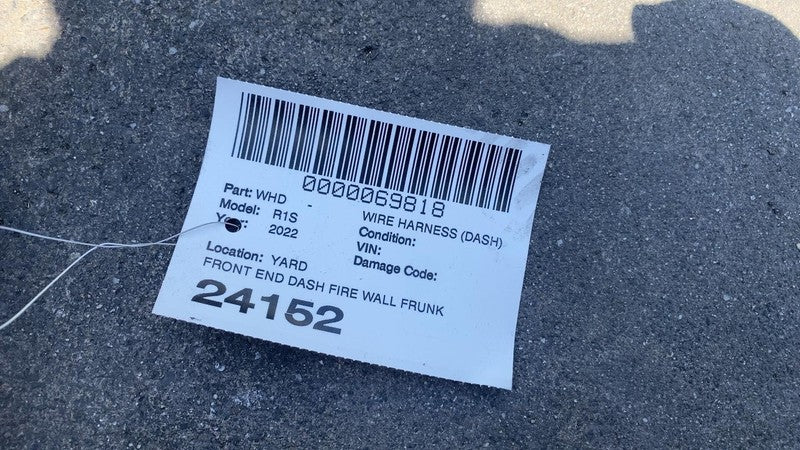 0000069818
Part: WHD - WIRE HARNESS (DASH)
Model: R1S Condition:
Year: 2022 VIN:
Damage Code:
Location: YARD
FRONT END DASH FIRE WALL FRUNK
24152